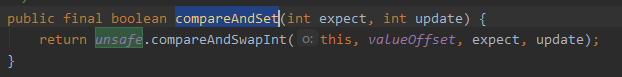 public final boolean compareAndSet(int expect, int update) {
return unsafe.compareAndSwapInt( o: this, valueOffset, expect, update);
}